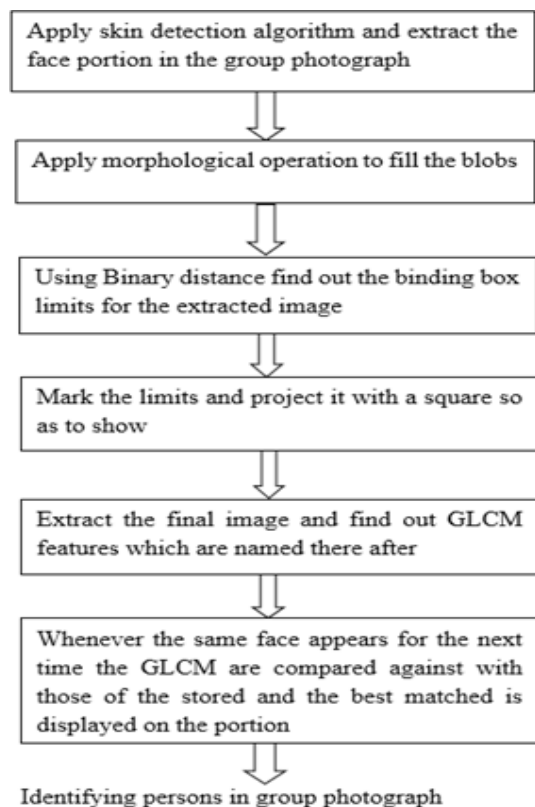 Apply skin detection algorithm and extract the
face portion in the group photograph
Apply morphological operation to fill the blobs
Using Binary distance find out the binding box
limits for the extracted image
Mark the limits and project it with a square so
as to show
Extract the final image and find out GLCM
features which are named there after
Whenever the same face appears for the next
time the GLCM are compared against with
those of the stored and the best matched is
displayed on the portion
Identifying persons in group photograph